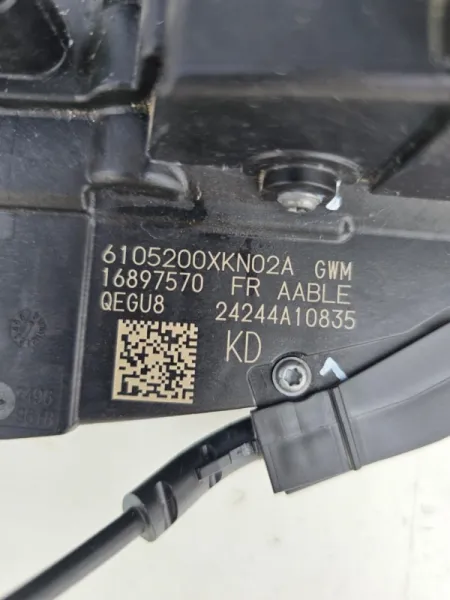 6105200XKN02A GWM
16897570 FR AABLE
QEGU8 24244A10835
KD